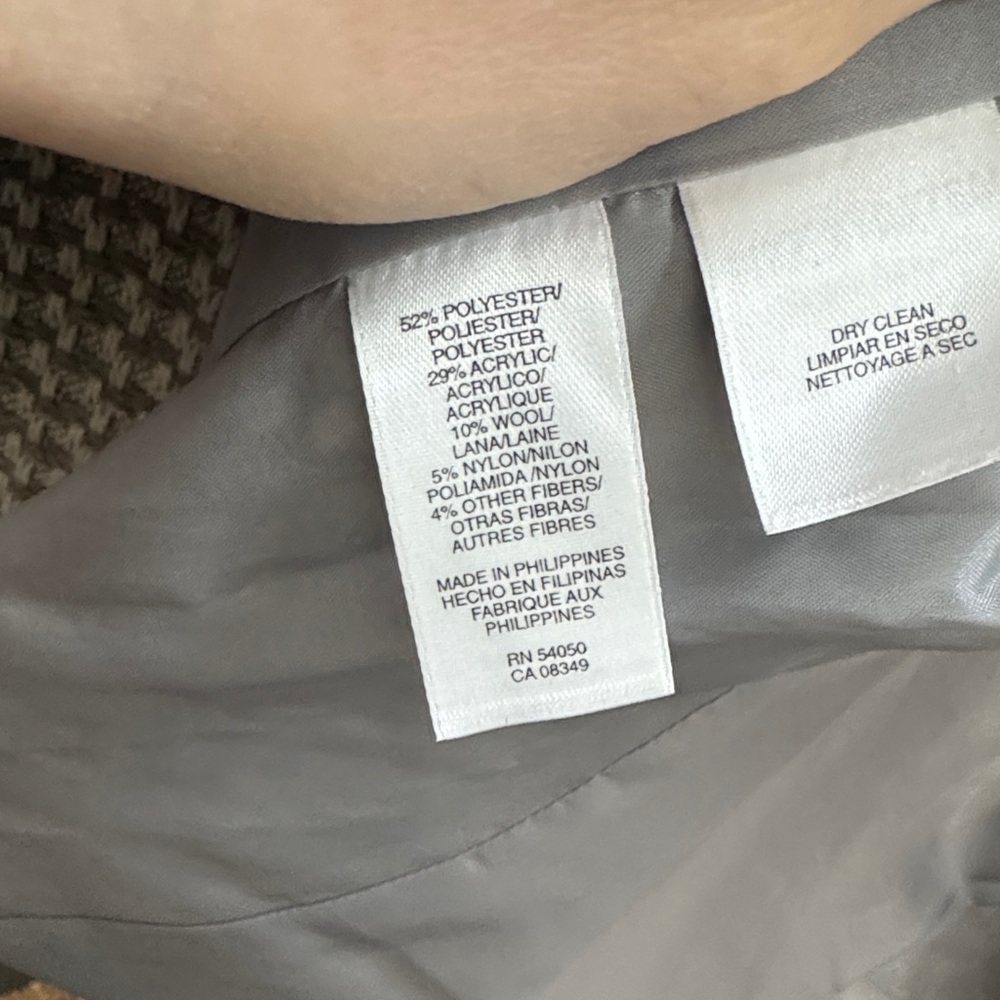 52% POLYESTER/
POLIESTER/
POLYESTER
29% ACRYLIC/
ACRYLICO/
ACRYLIQUE
10% WOOL/
LANA/LAINE
5% NYLON/NILON
POLIAMIDA /NYLON
4% OTHER FIBERS/
OTRAS FIBRAS/
AUTRES FIBRES
MADE IN PHILIPPINES
HECHO EN FILIPINAS
FABRIQUE AUX
PHILIPPINES
RN 54050
CA 08349
DRY CLEAN
LIMPIAR EN SECO
NETTOYAGE A SEC